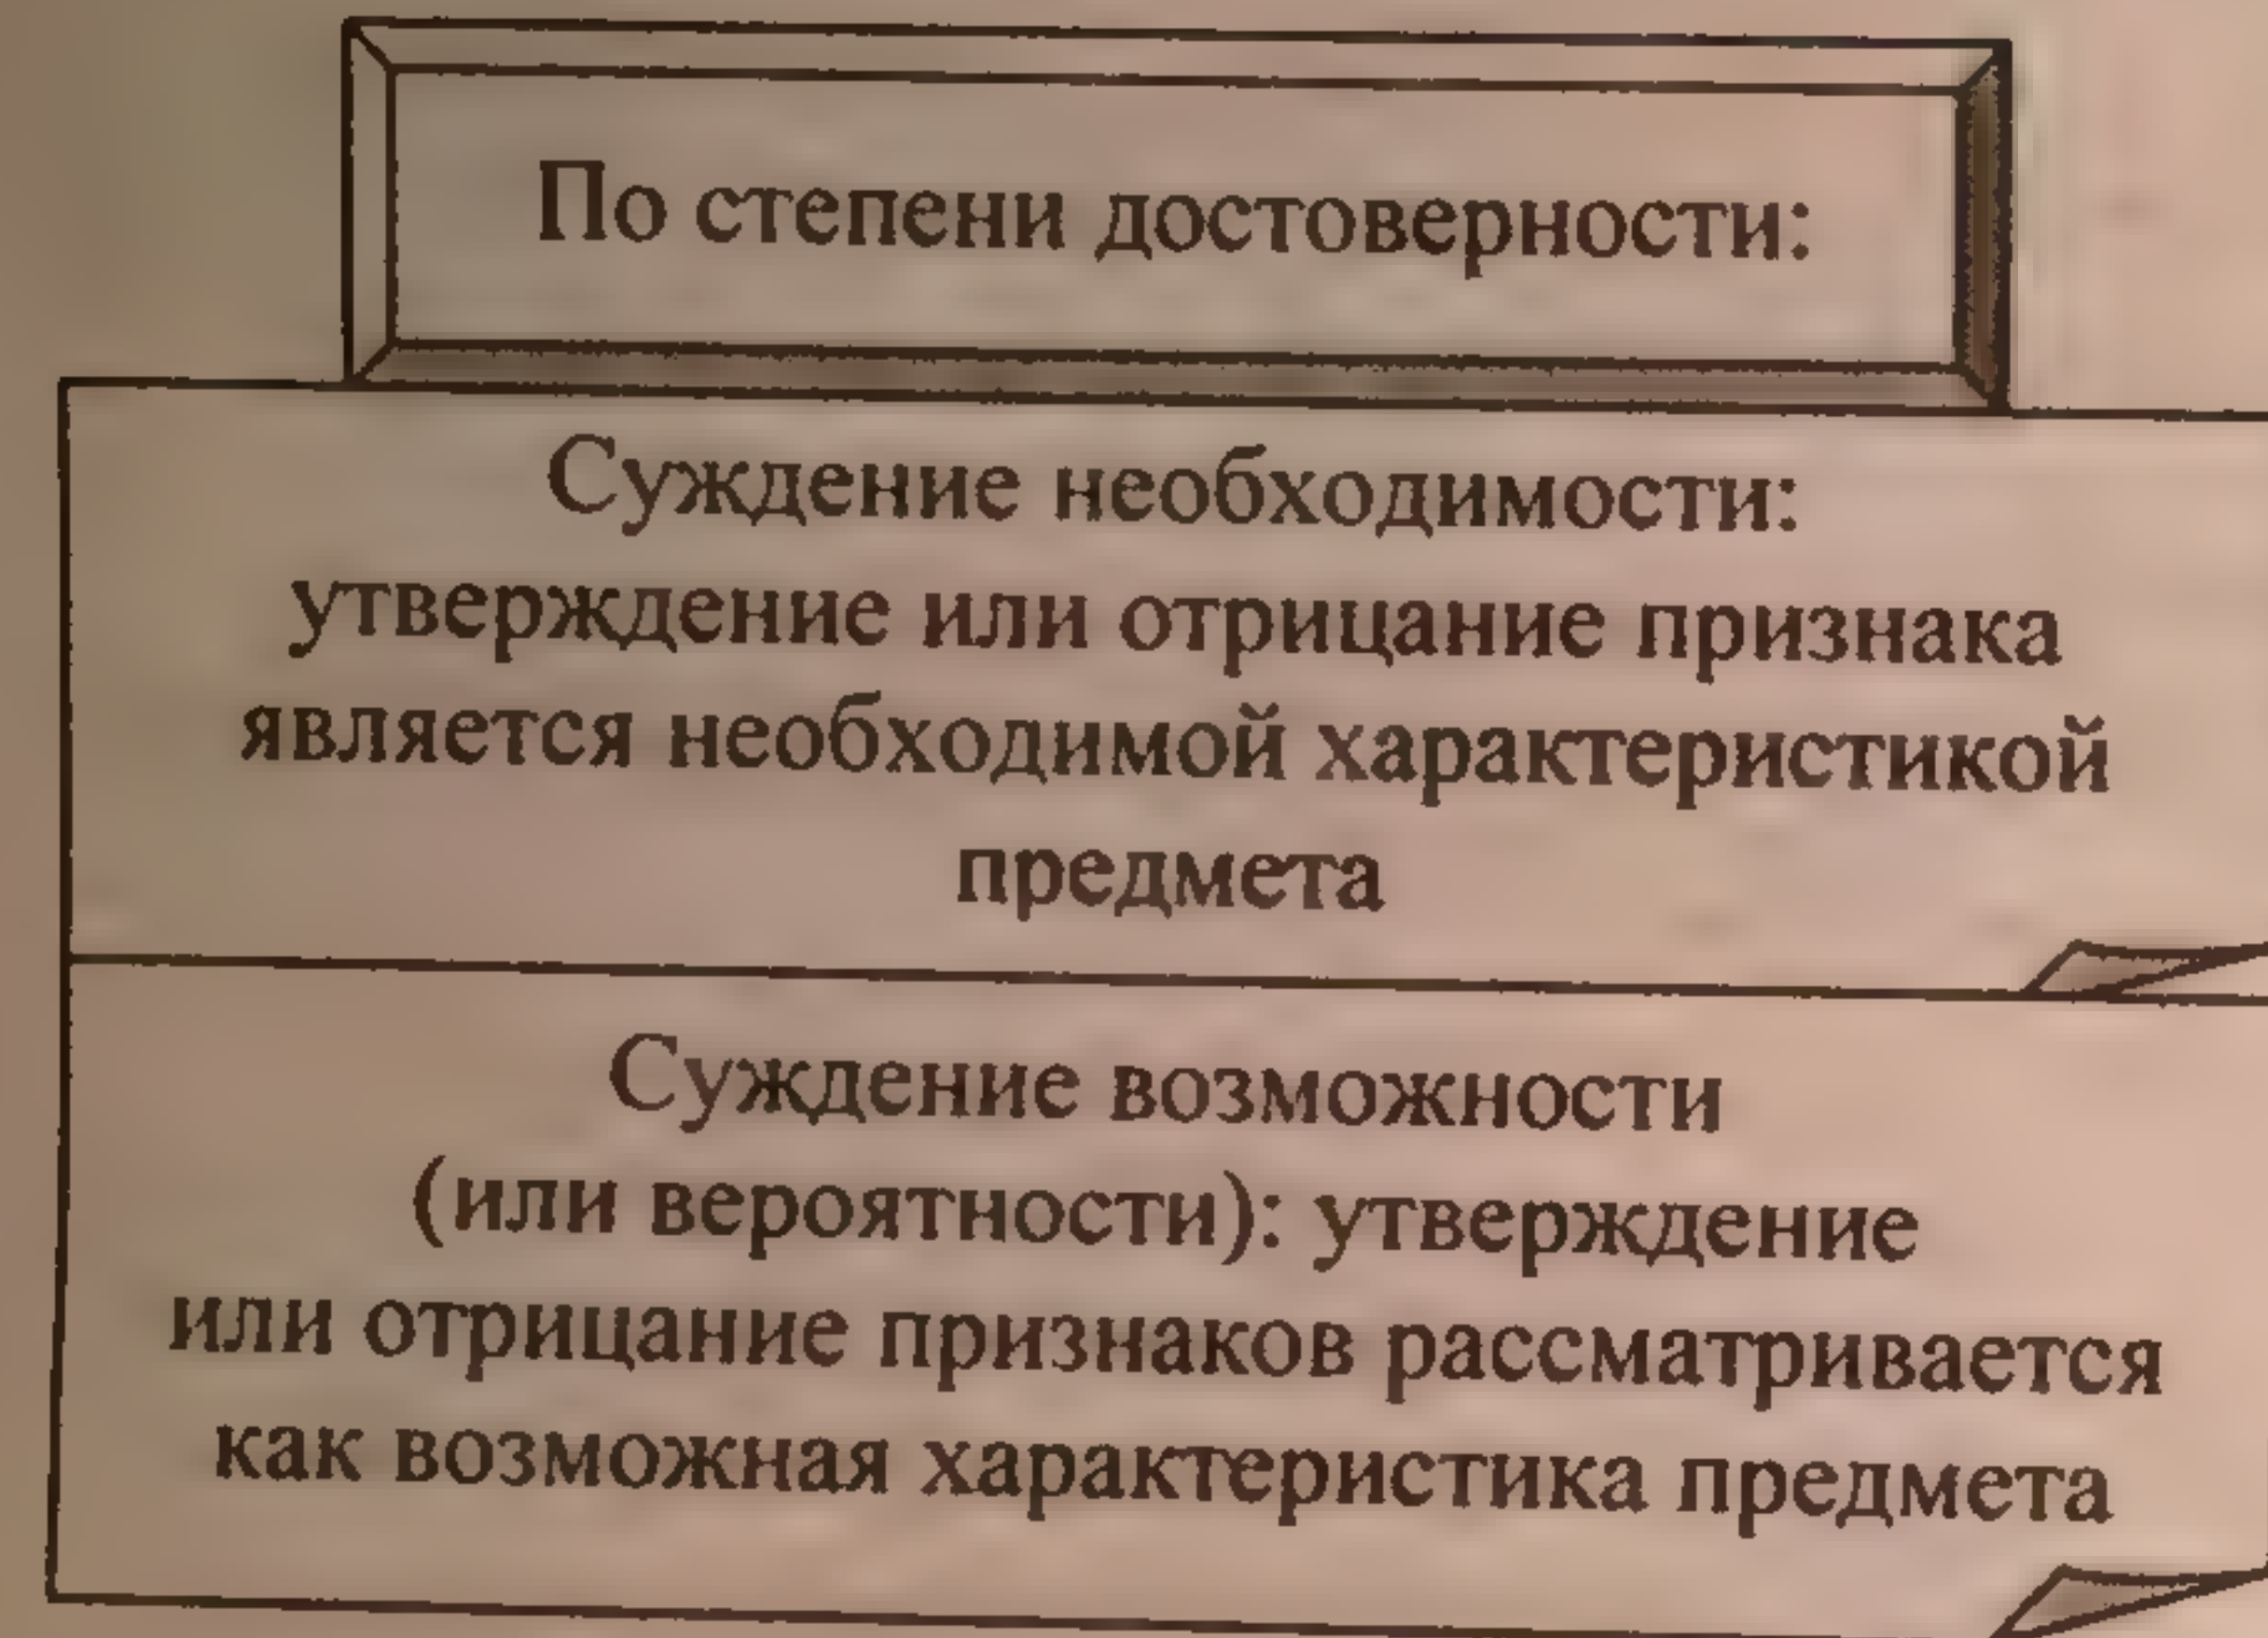 По степени достоверности:
Суждение необходимости:
утверждение или отрицание признака
является необходимой характеристикой
предмета
Суждение возможности
(или вероятности): утверждение
или отрицание признаков рассматривается
как возможная характеристика предмета